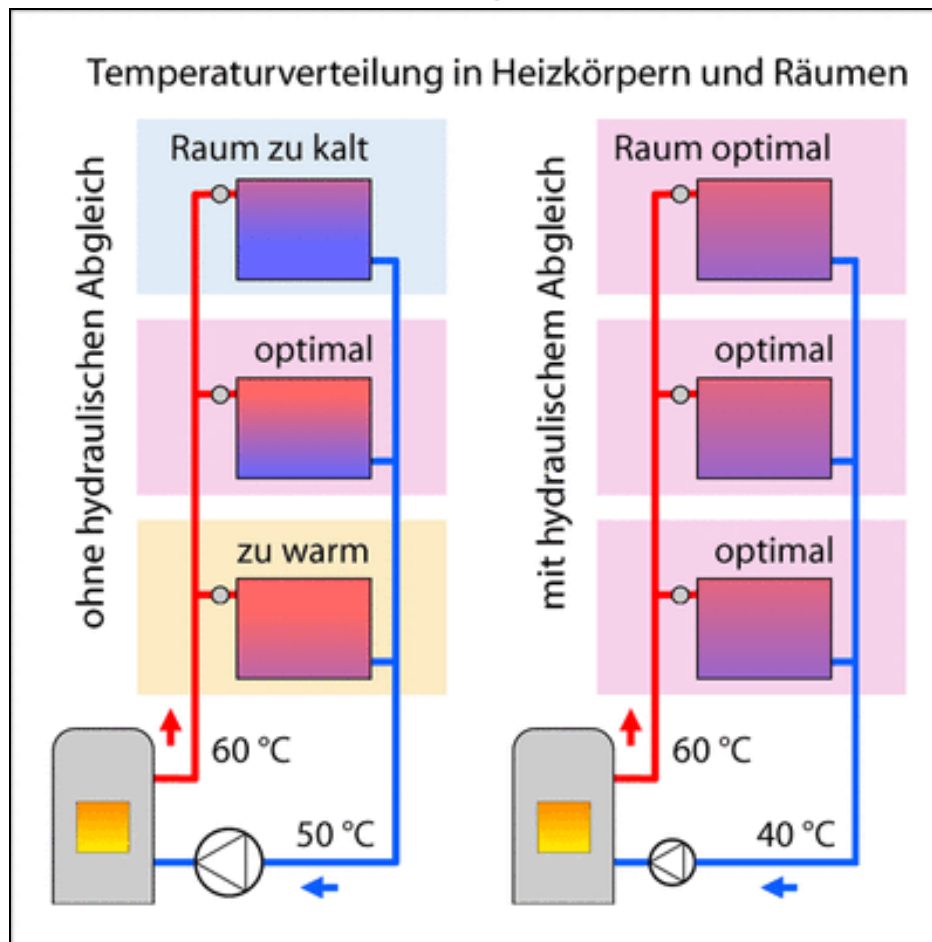 Temperaturverteilung in Heizkörpern und Räumen
ohne hydraulischen Abgleich
Raum zu kalt
optimal
zu warm
60 °C
50 °C
mit hydraulischem Abgleich
Raum optimal
optimal
optimal
60 °C
40 °C